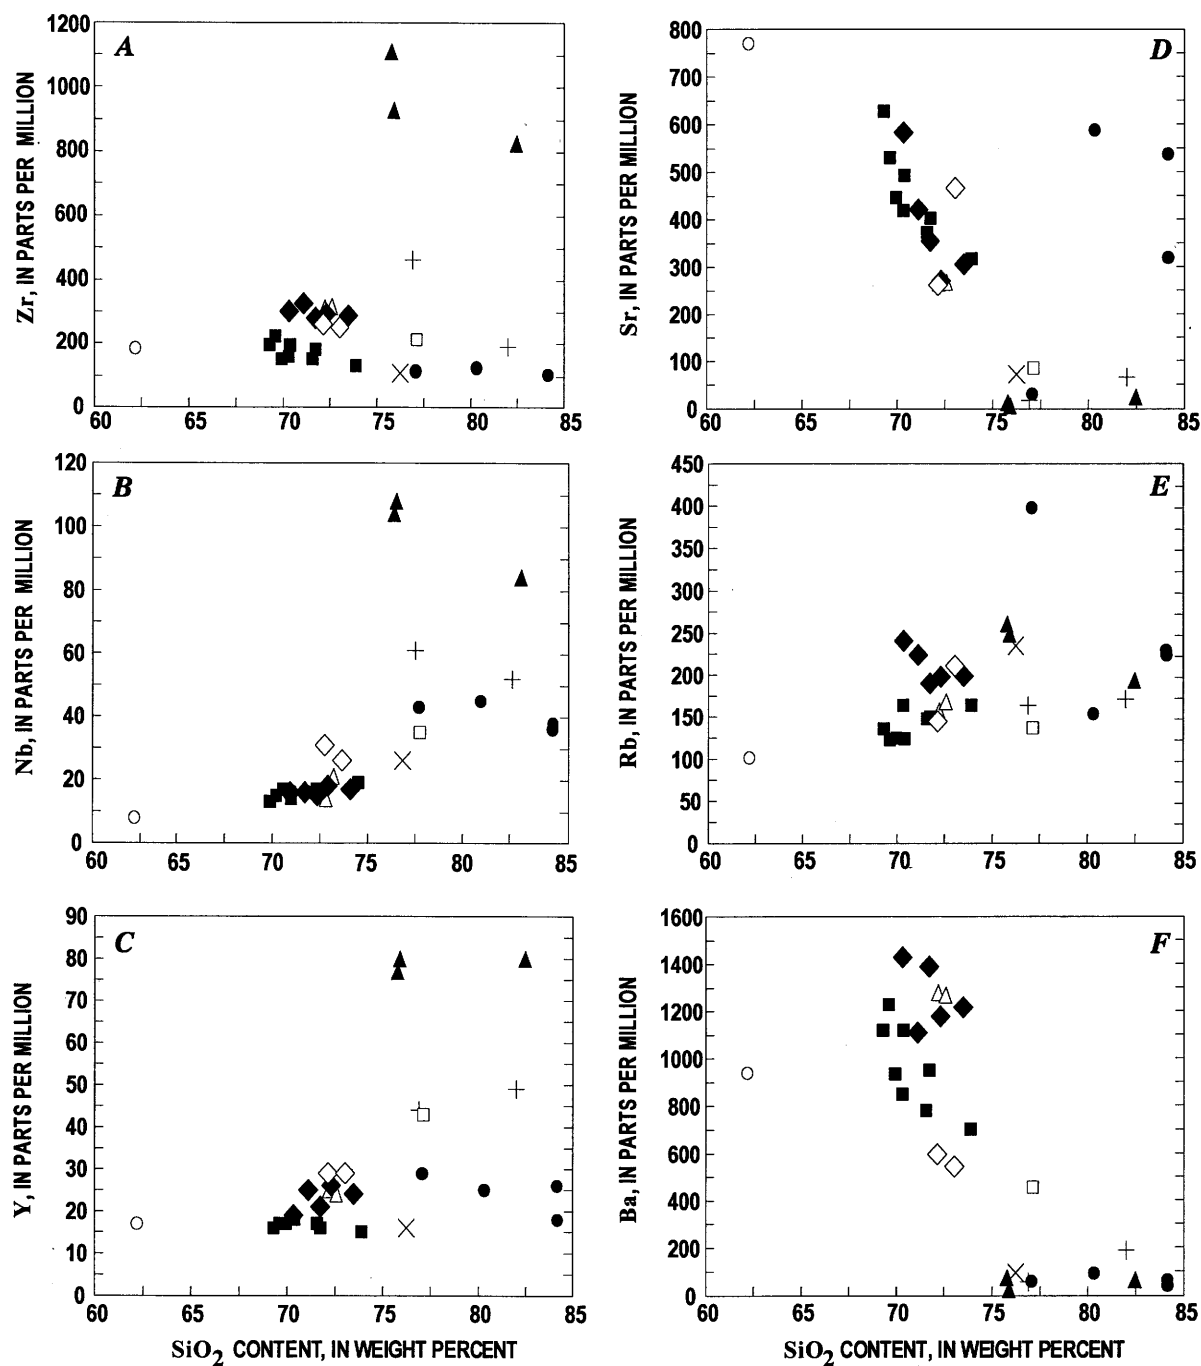 A
Zr, IN PARTS PER MILLION
1200
1000
800
600
400
200
0
60 65 70 75 80 85
D
Sr, IN PARTS PER MILLION
800
700
600
500
400
300
200
100
0
60 65 70 75 80 85
B
Nb, IN PARTS PER MILLION
120
100
80
60
40
20
0
60 65 70 75 80 85
E
Rb, IN PARTS PER MILLION
450
400
350
300
250
200
150
100
50
0
60 65 70 75 80 85
C
Y, IN PARTS PER MILLION
90
80
70
60
50
40
30
20
10
0
60 65 70 75 80 85
SiO2 CONTENT, IN WEIGHT PERCENT
F
Ba, IN PARTS PER MILLION
1600
1400
1200
1000
800
600
400
200
0
60 65 70 75 80 85
SiO2 CONTENT, IN WEIGHT PERCENT